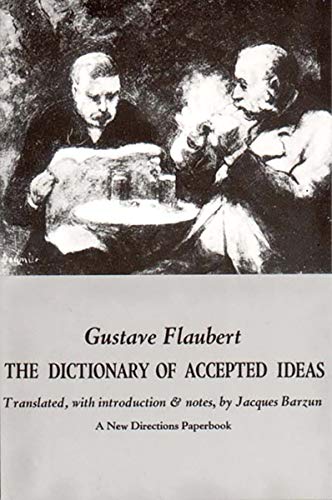 Gustave Flaubert
THE DICTIONARY OF ACCEPTED IDEAS
Translated, with introduction & notes, by Jacques Barzun
A New Directions Paperbook